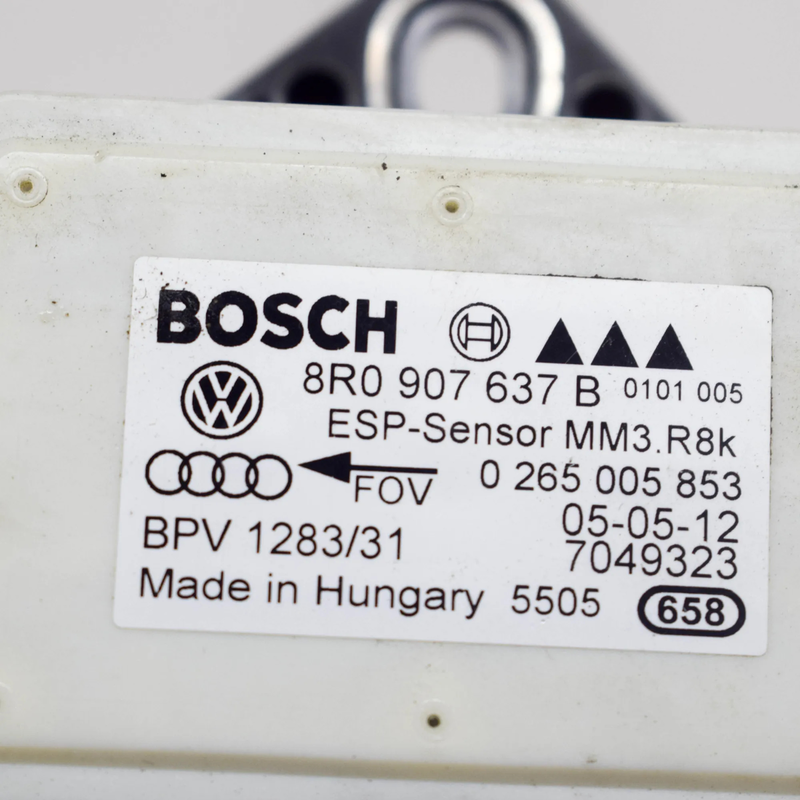 BOSCH
8R0 907 637 B 0101 005
ESP-Sensor MM3.R8k
FOV 0 265 005 853
05-05-12
BPV 1283/31 7049323
Made in Hungary 5505 658